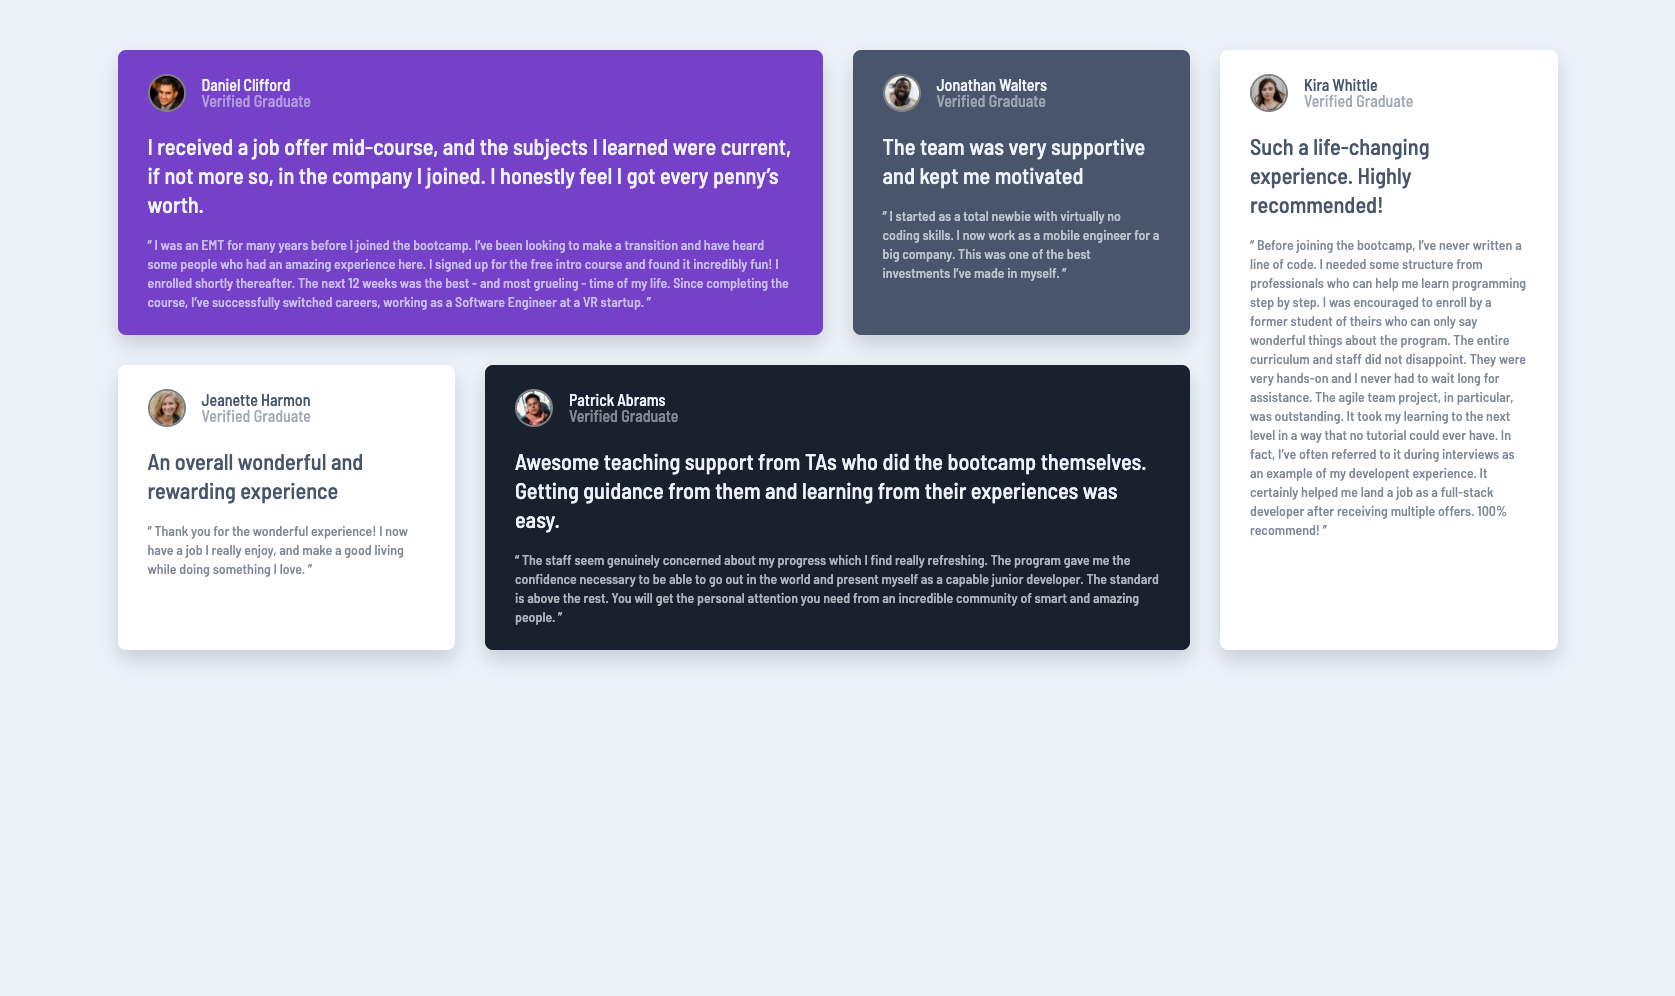 Daniel Clifford
Verified Graduate
I received a job offer mid-course, and the subjects I learned were current,
if not more so, in the company I joined. I honestly feel I got every penny’s
worth.
“ I was an EMT for many years before I joined the bootcamp. I’ve been looking to make a transition and have heard
some people who had an amazing experience here. I signed up for the free intro course and found it incredibly fun! I
enrolled shortly thereafter. The next 12 weeks was the best - and most grueling - time of my life. Since completing the
course, I’ve successfully switched careers, working as a Software Engineer at a VR startup. ”
Jonathan Walters
Verified Graduate
The team was very supportive
and kept me motivated
“ I started as a total newbie with virtually no
coding skills. I now work as a mobile engineer for a
big company. This was one of the best
investments I’ve made in myself. ”
Kira Whittle
Verified Graduate
Such a life-changing
experience. Highly
recommended!
“ Before joining the bootcamp, I’ve never written a
line of code. I needed some structure from
professionals who can help me learn programming
step by step. I was encouraged to enroll by a
former student of theirs who can only say
wonderful things about the program. The entire
curriculum and staff did not disappoint. They were
very hands-on and I never had to wait long for
assistance. The agile team project, in particular,
was outstanding. It took my learning to the next
level in a way that no tutorial could ever have. In
fact, I’ve often referred to it during interviews as
an example of my developent experience. It
certainly helped me land a job as a full-stack
developer after receiving multiple offers. 100%
recommend! ”
Jeanette Harmon
Verified Graduate
An overall wonderful and
rewarding experience
“ Thank you for the wonderful experience! I now
have a job I really enjoy, and make a good living
while doing something I love. ”
Patrick Abrams
Verified Graduate
Awesome teaching support from TAs who did the bootcamp themselves.
Getting guidance from them and learning from their experiences was
easy.
“ The staff seem genuinely concerned about my progress which I find really refreshing. The program gave me the
confidence necessary to be able to go out in the world and present myself as a capable junior developer. The standard
is above the rest. You will get the personal attention you need from an incredible community of smart and amazing
people. ”